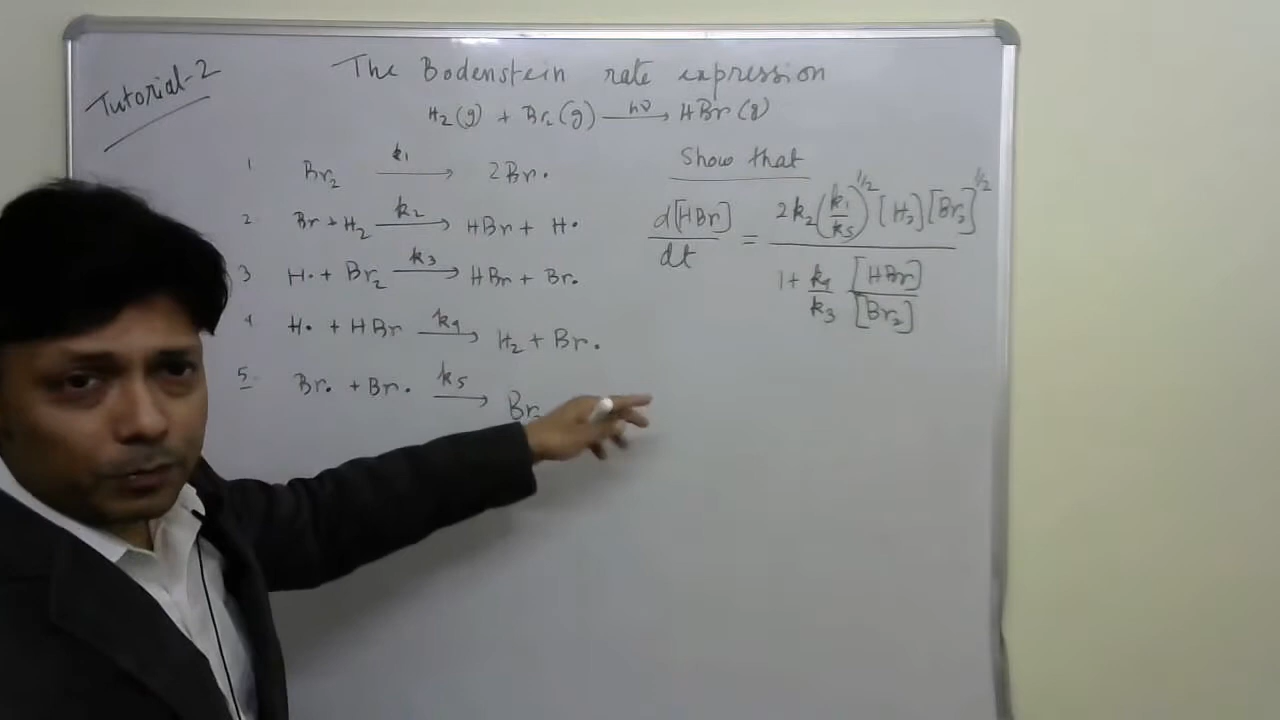 Tutorial-2
The Bodenstein rate expression
H₂(g) + Br₂(g) —hν→ HBr(g)
1 Br₂ —k₁→ 2Br•
2 Br + H₂ —k₂→ HBr + H•
3 H• + Br₂ —k₃→ HBr + Br•
4 H• + HBr —k₄→ H₂ + Br•
5 Br• + Br• —k₅→ Br₂
Show that
d[HBr]/dt = 2k₂(k₁/k₅)^1/2 [H₂][Br₂]^1/2 / 1 + k₄/k₃ [HBr]/[Br₂]